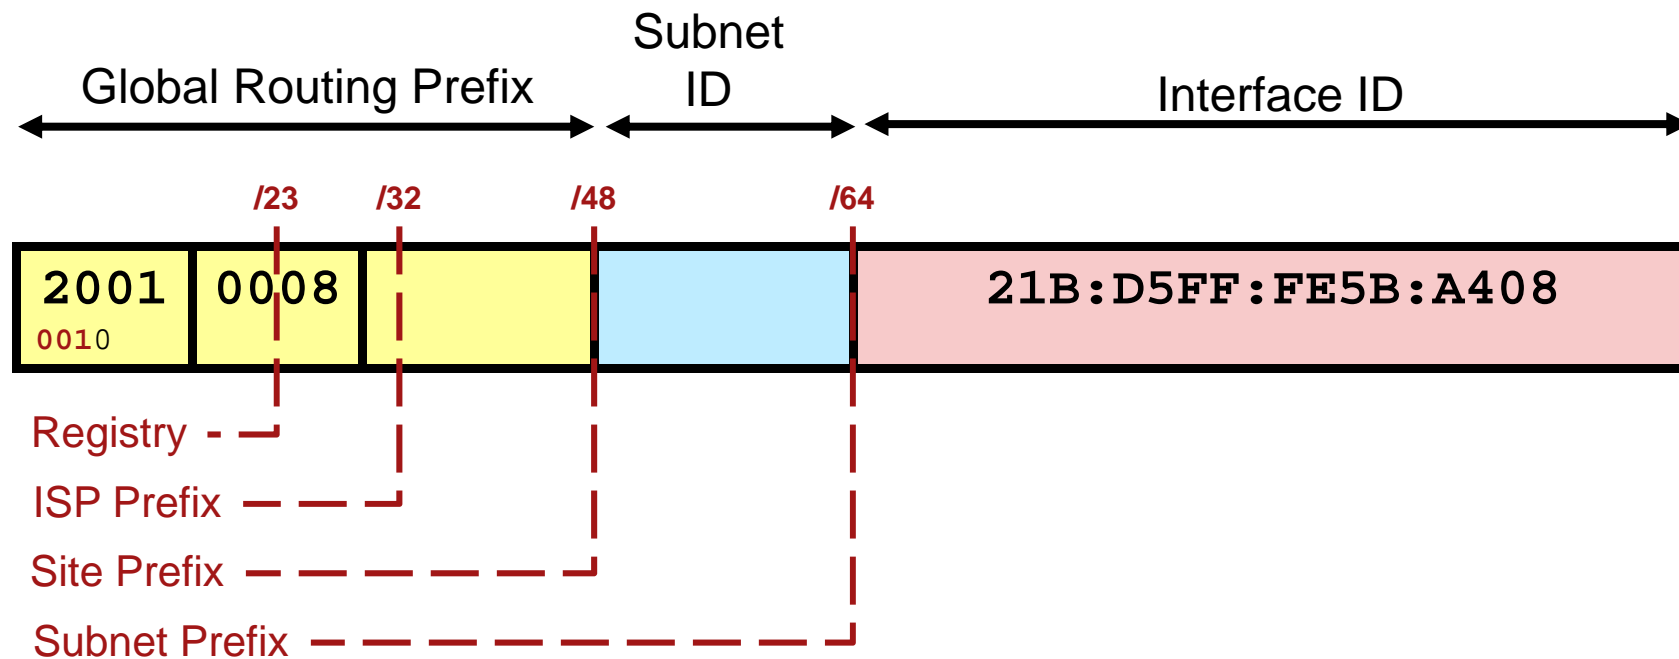 Subnet
ID
Global Routing Prefix
Interface ID
/23 /32 /48 /64
2001 0008 21B:D5FF:FE5B:A408
0010
Registry
ISP Prefix
Site Prefix
Subnet Prefix